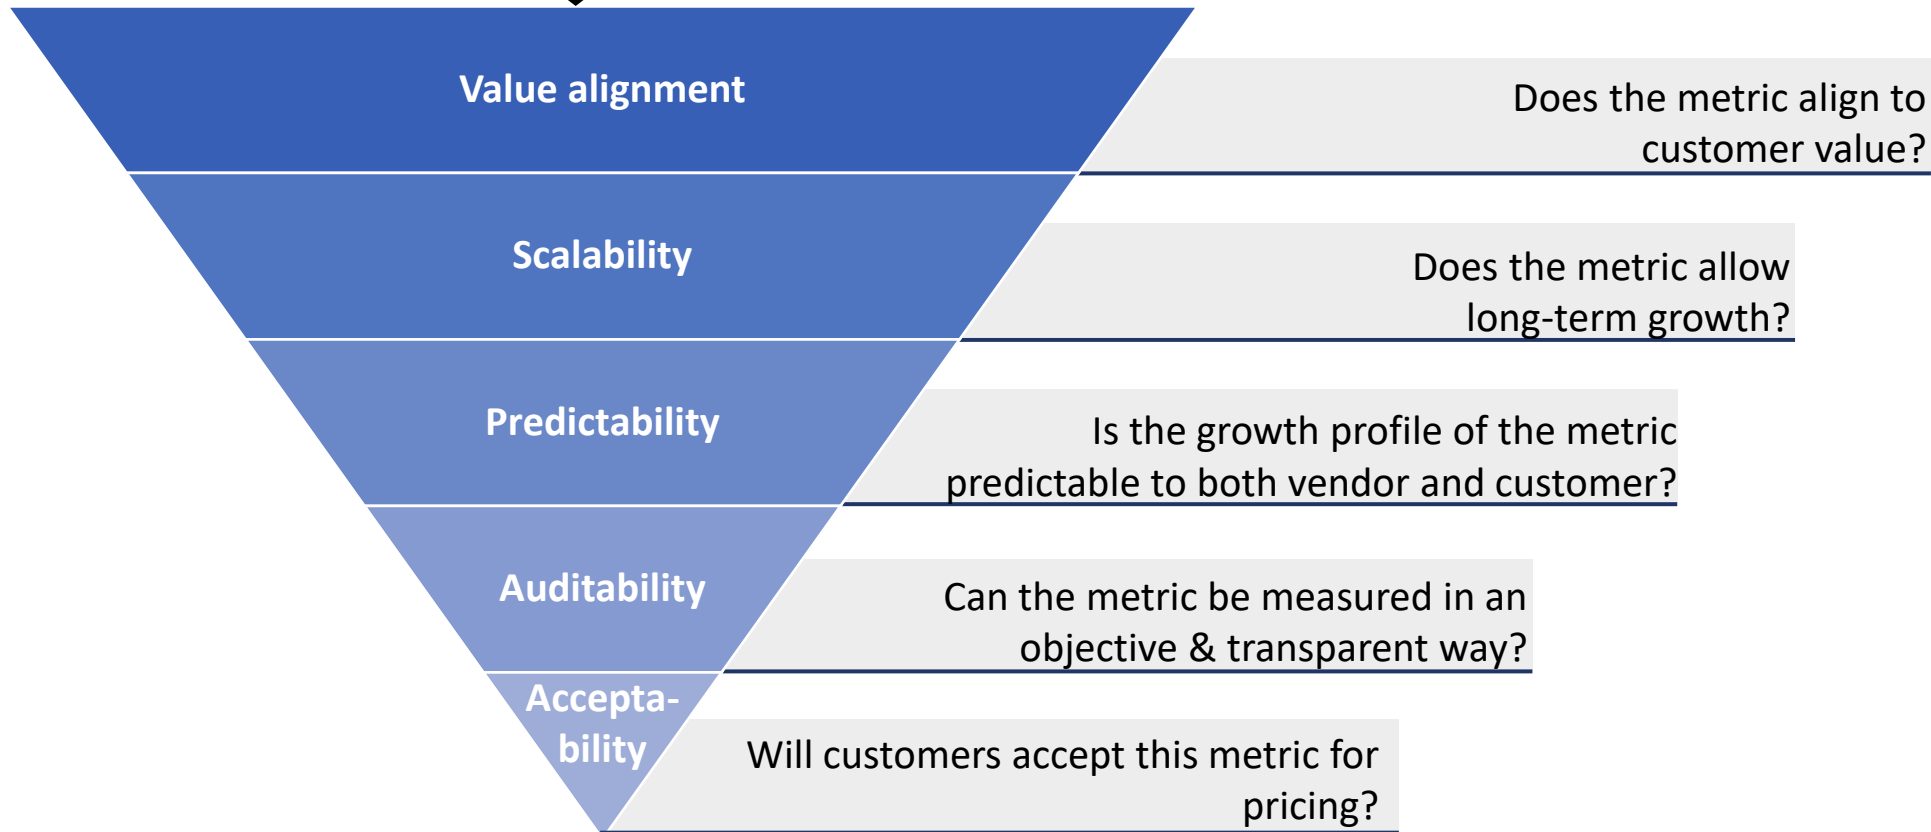 Value alignment
Does the metric align to
customer value?
Scalability
Does the metric allow
long-term growth?
Predictability
Is the growth profile of the metric
predictable to both vendor and customer?
Auditability
Can the metric be measured in an
objective & transparent way?
Accepta-
bility
Will customers accept this metric for
pricing?